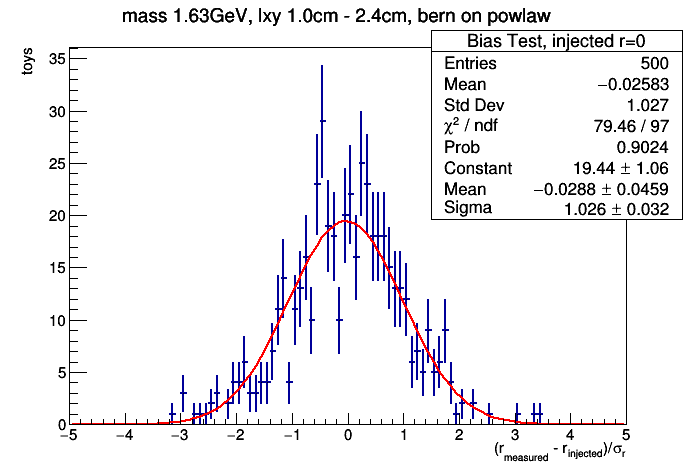 mass 1.63GeV, lxy 1.0cm - 2.4cm, bern on powlaw
Bias Test, injected r=0
Entries 500
Mean −0.02583
Std Dev 1.027
χ² / ndf 79.46 / 97
Prob 0.9024
Constant 19.44 ± 1.06
Mean −0.0288 ± 0.0459
Sigma 1.026 ± 0.032
toys
35
30
25
20
15
10
5
0
−5 −4 −3 −2 −1 0 1 2 3 4 5
(r_measured - r_injected)/σ_r